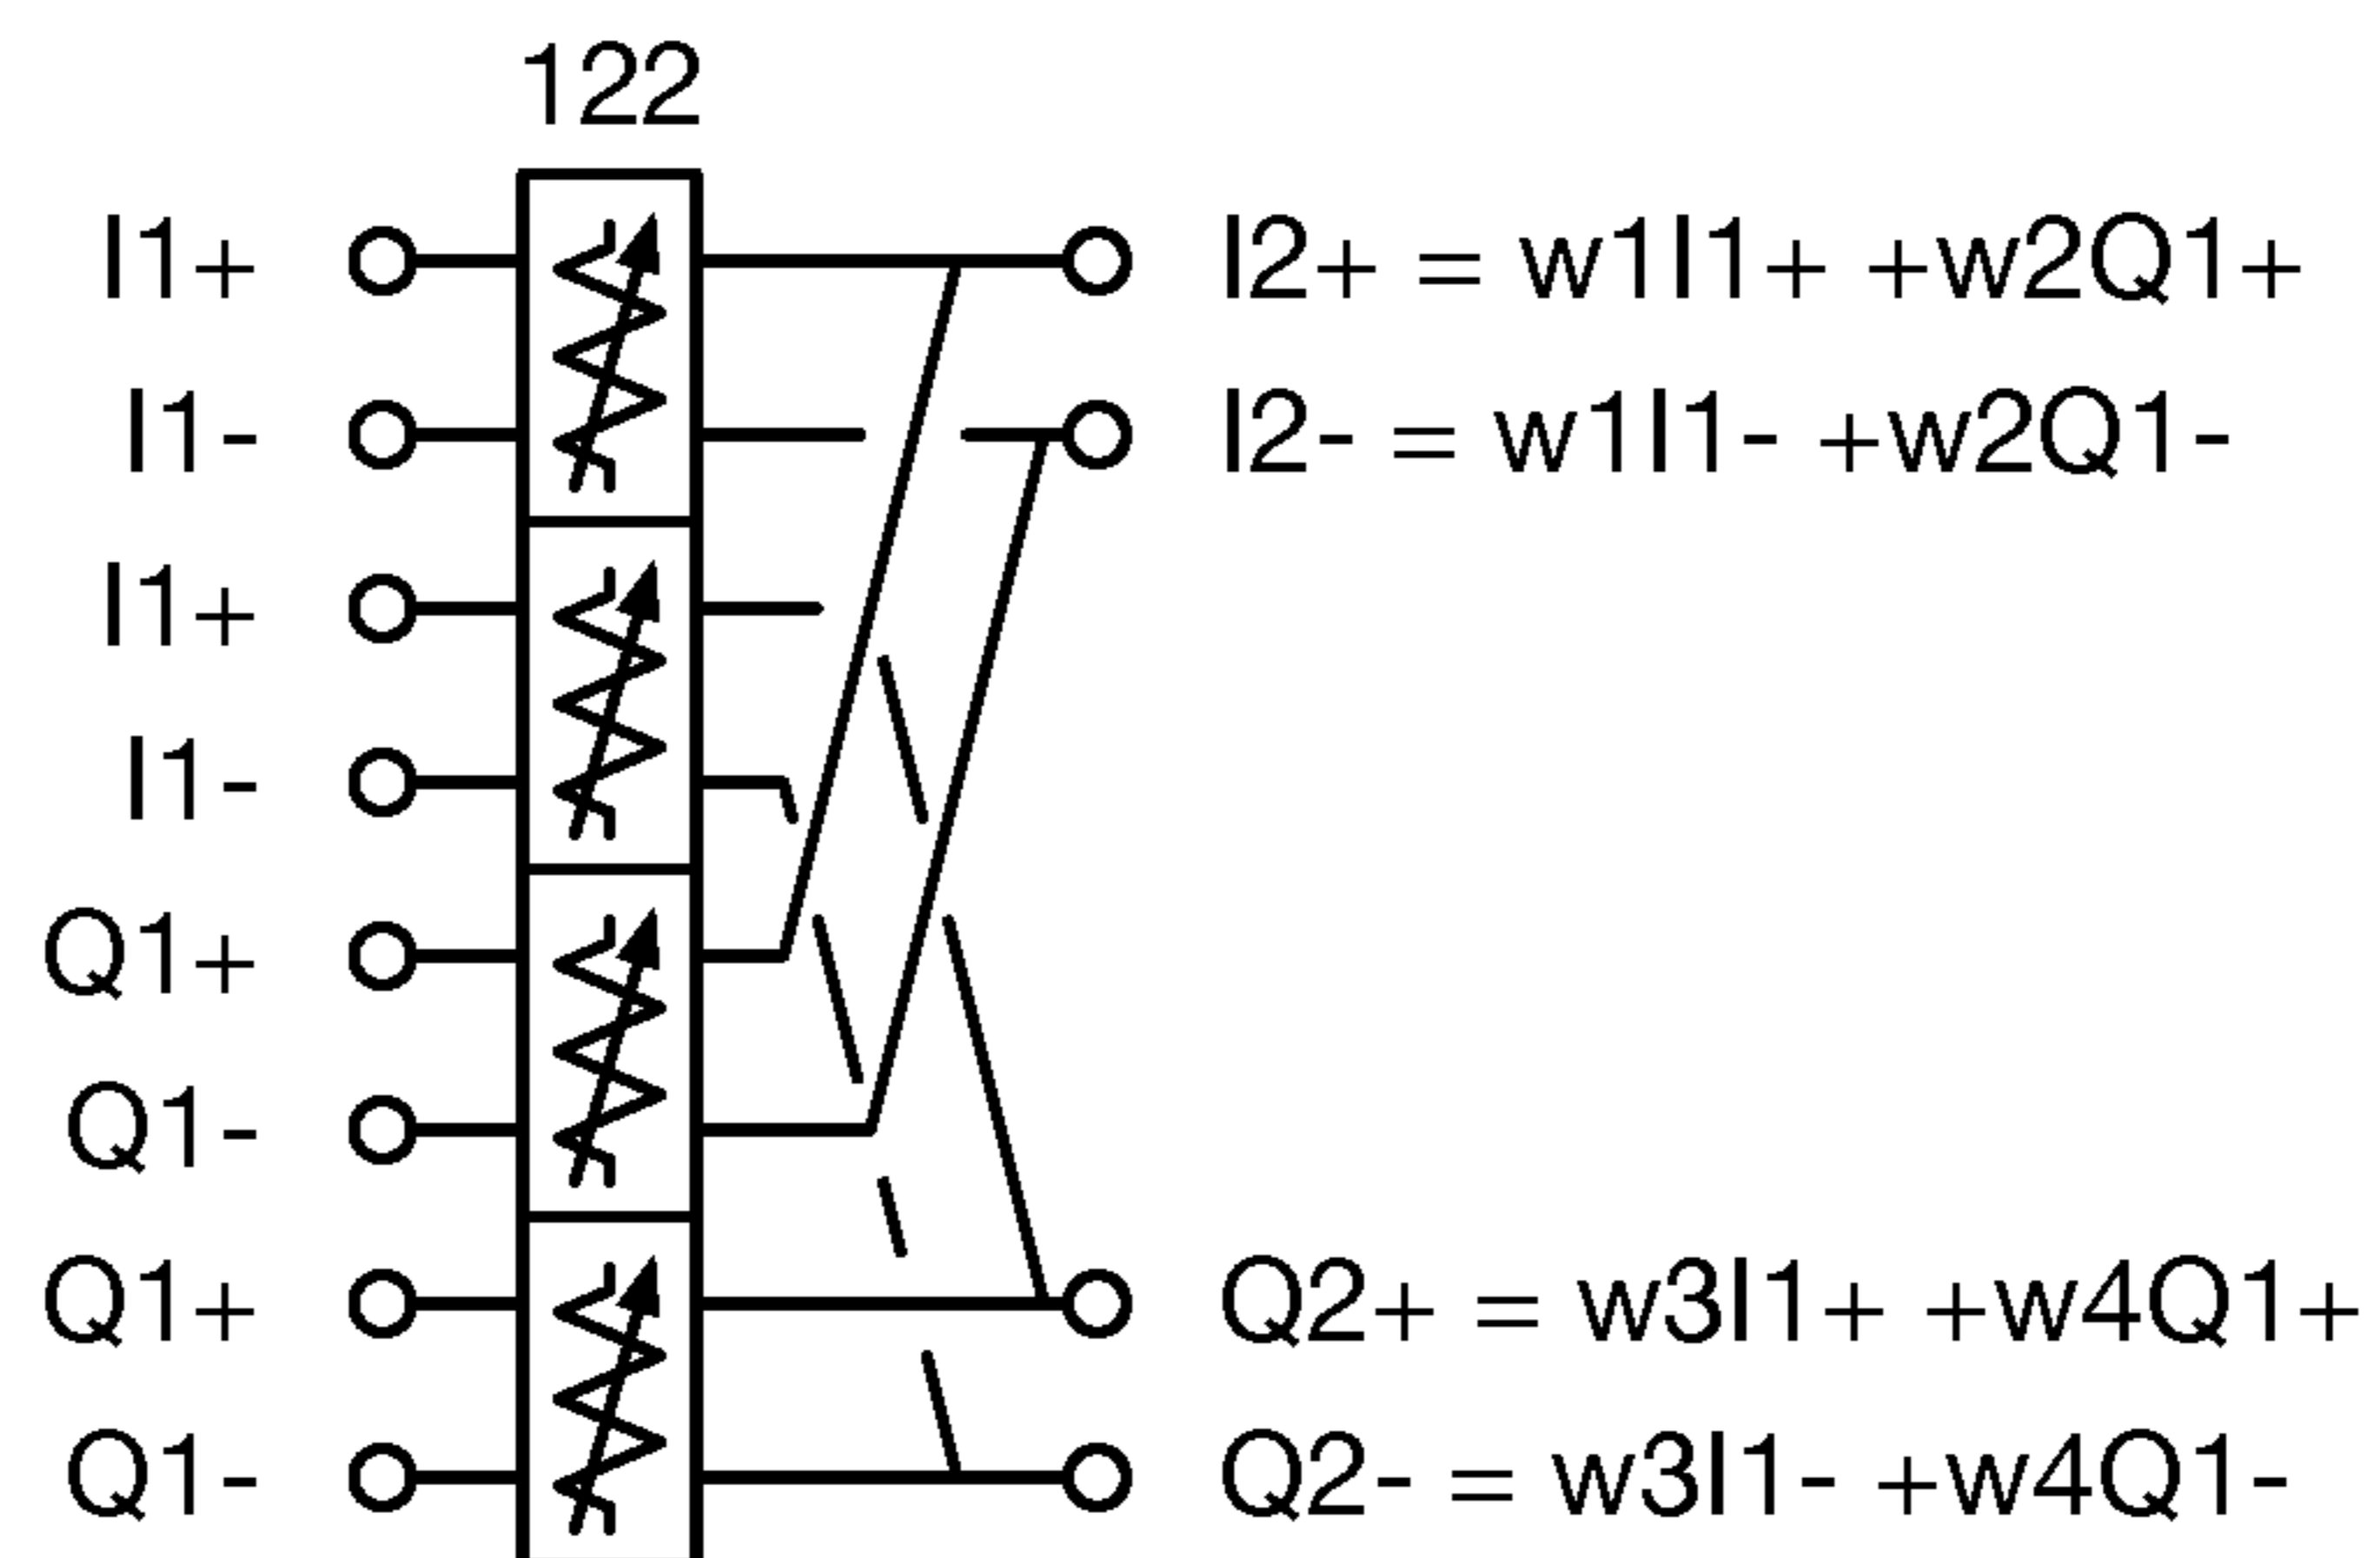 122
I1+
I2+ = w1I1+ +w2Q1+
I1-
I2- = w1I1- +w2Q1-
I1+
I1-
Q1+
Q1-
Q1+
Q2+ = w3I1+ +w4Q1+
Q1-
Q2- = w3I1- +w4Q1-